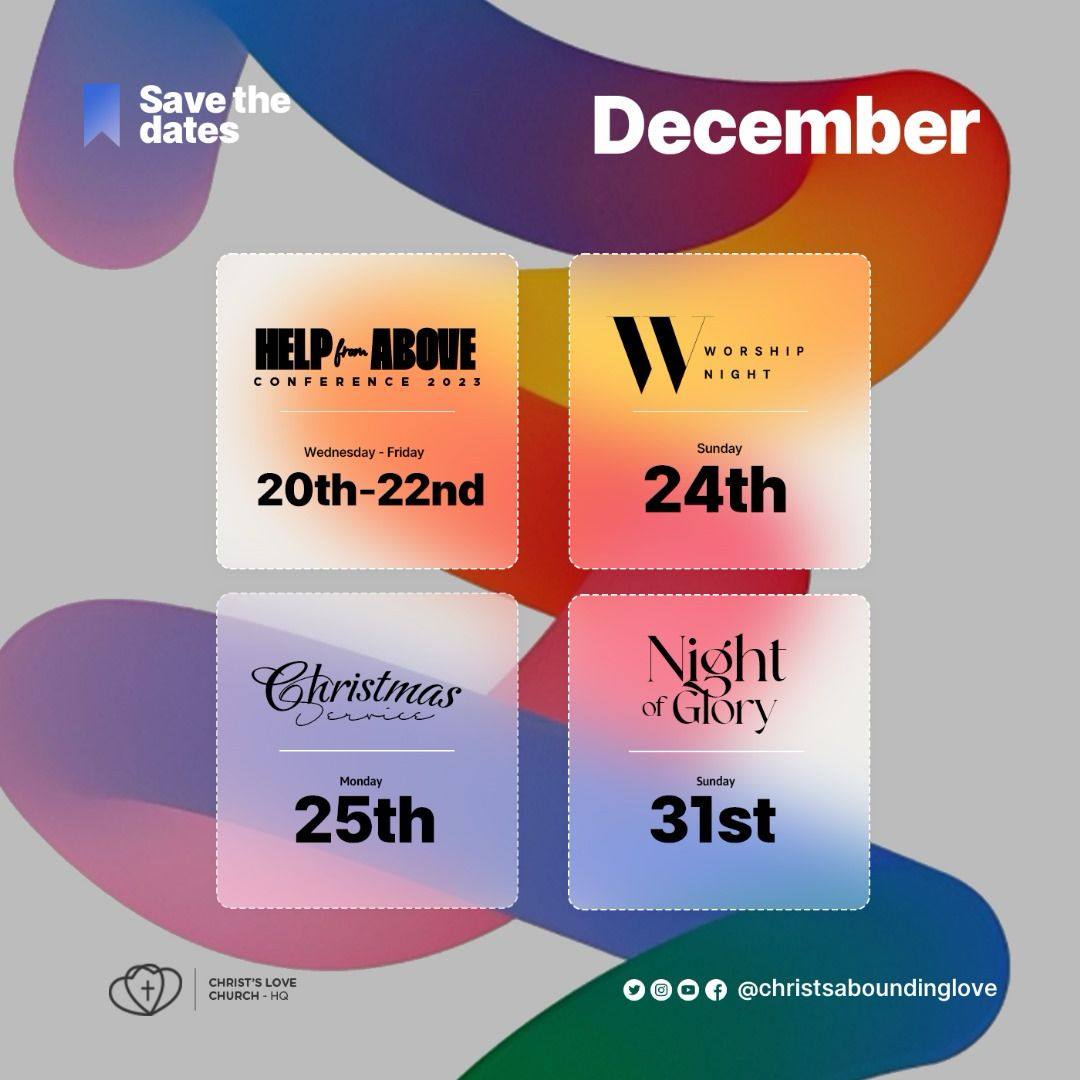 Save the
dates
December
HELP from ABOVE
CONFERENCE 2023
Wednesday - Friday
20th-22nd
W WORSHIP
NIGHT
Sunday
24th
Christmas
Service
Monday
25th
Night
of Glory
Sunday
31st
CHRIST'S LOVE
CHURCH - HQ
@christsaboundinglove